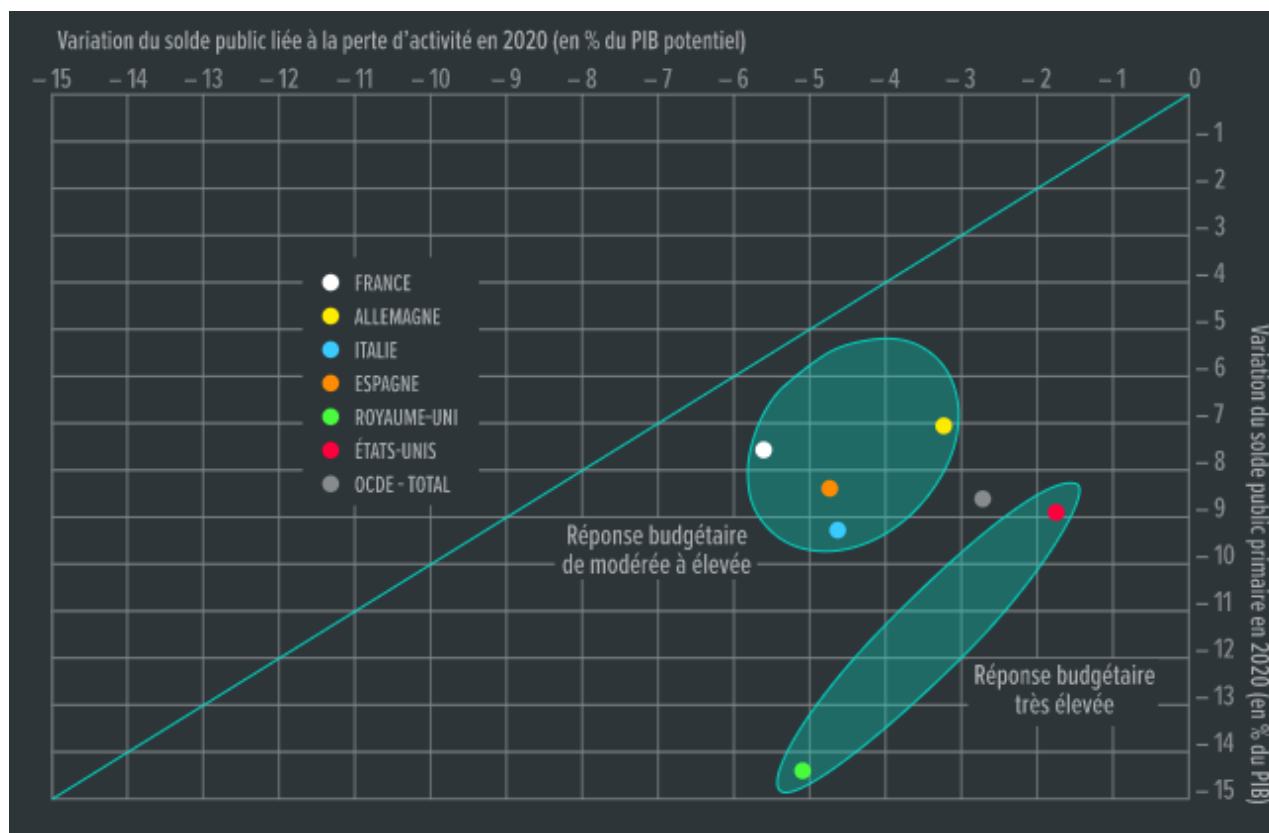 Variation du solde public liée à la perte d'activité en 2020 (en % du PIB potentiel)
– 15 – 14 – 13 – 12 – 11 – 10 – 9 – 8 – 7 – 6 – 5 – 4 – 3 – 2 – 1 0
– 1
– 2
– 3
– 4
– 5
– 6
– 7
– 8
– 9
– 10
– 11
– 12
– 13
– 14
– 15
Variation du solde public primaire en 2020 (en % du PIB)
FRANCE
ALLEMAGNE
ITALIE
ESPAGNE
ROYAUME-UNI
ÉTATS-UNIS
OCDE - TOTAL
Réponse budgétaire
de modérée à élevée
Réponse budgétaire
très élevée